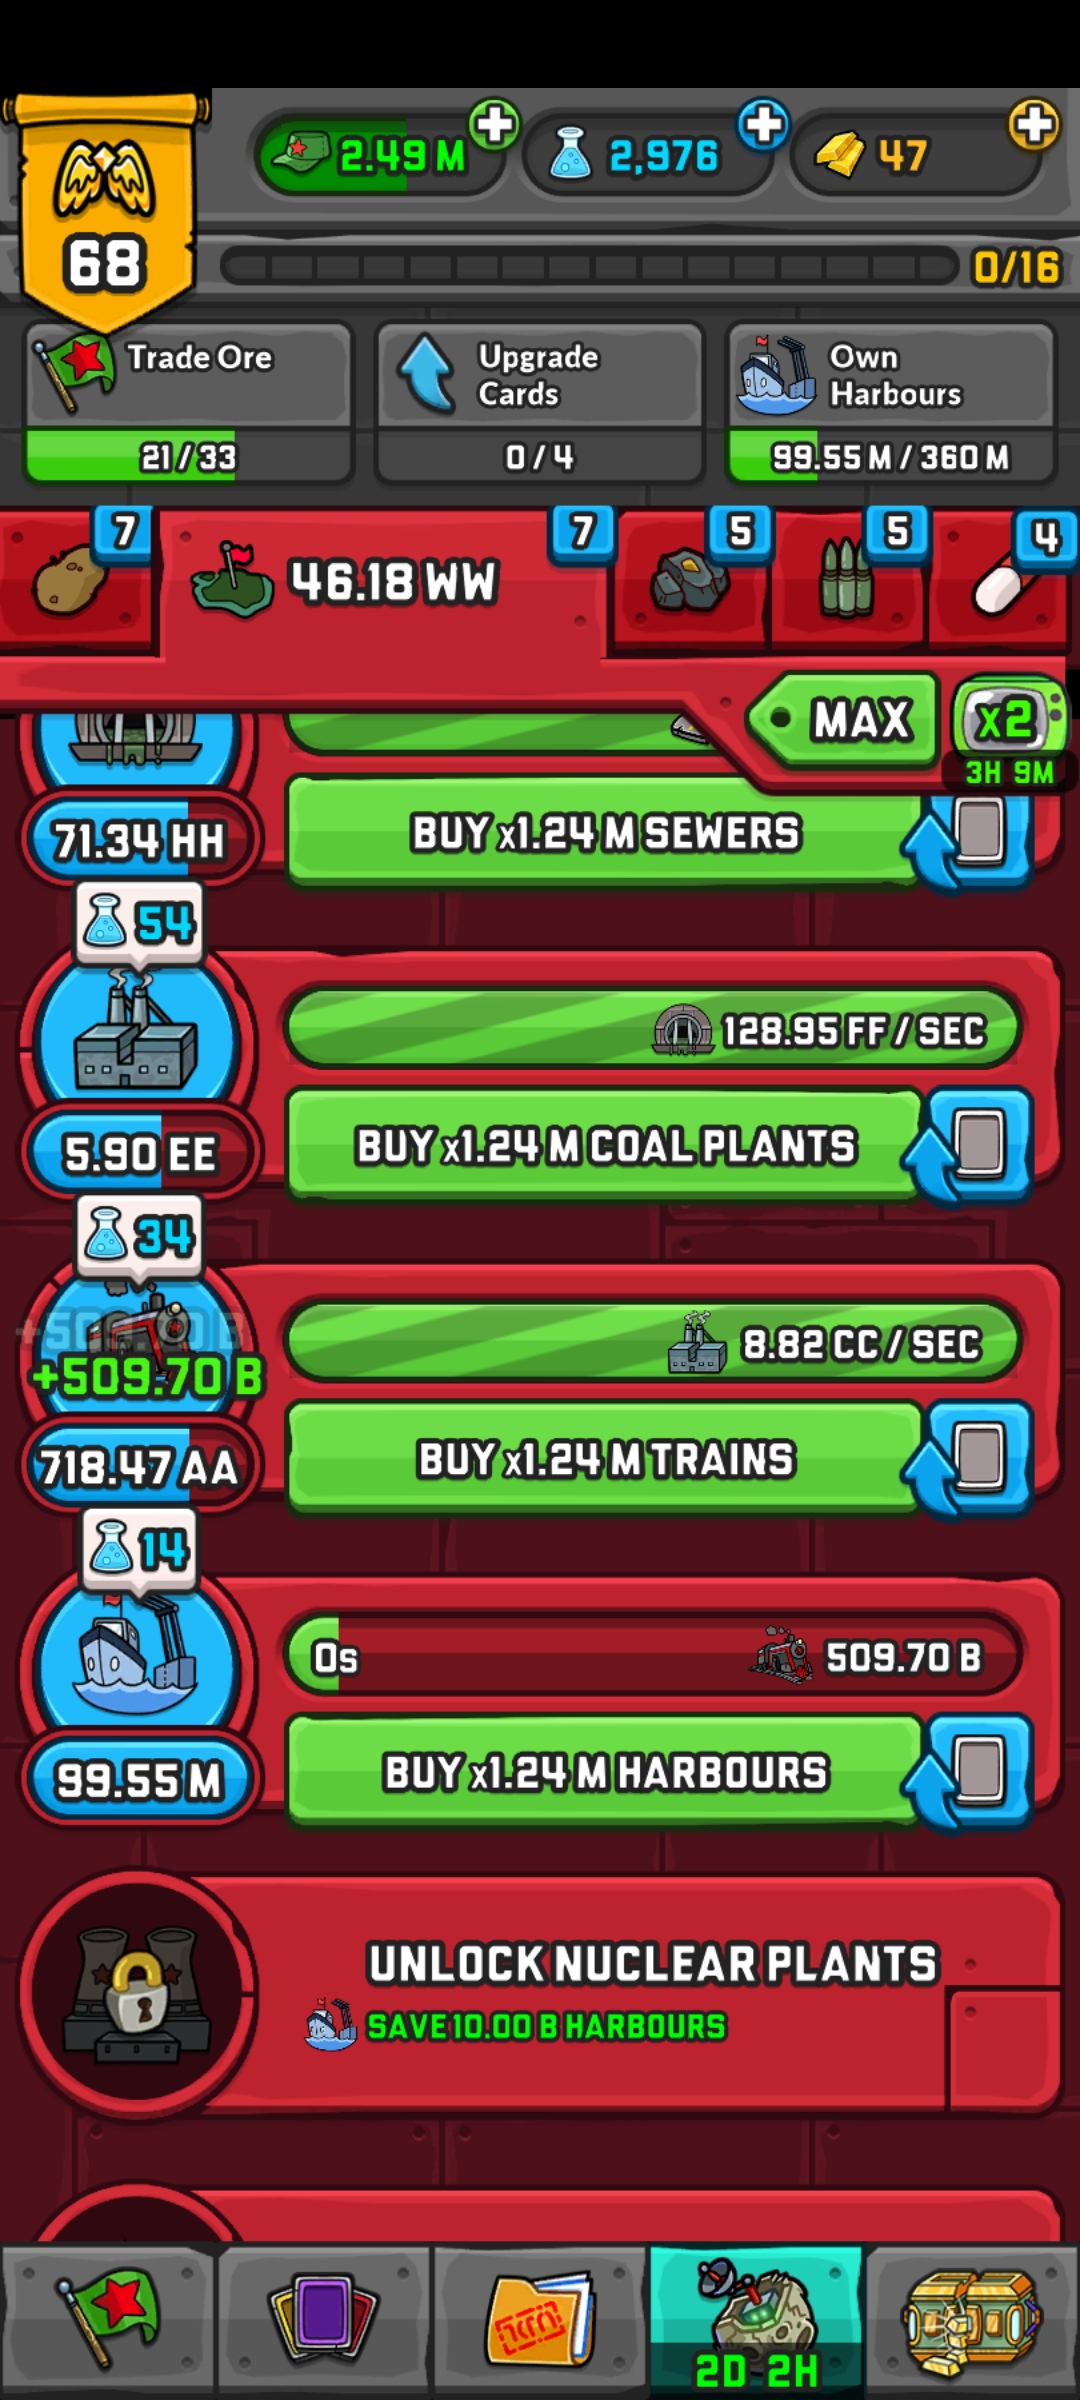 2.49 M
2,976
47
68
0/16
Trade Ore
21 / 33
Upgrade
Cards
0 / 4
Own
Harbours
99.55 M / 360 M
7
46.18 WW
7
5
5
4
MAX
x2
3H 9M
71.34 HH
BUY x1.24 M SEWERS
54
128.95 FF / SEC
5.90 EE
BUY x1.24 M COAL PLANTS
34
+509.70 B
+509.70 B
8.82 CC / SEC
718.47 AA
BUY x1.24 M TRAINS
14
0s
509.70 B
99.55 M
BUY x1.24 M HARBOURS
UNLOCK NUCLEAR PLANTS
SAVE 10.00 B HARBOURS
2D 2H